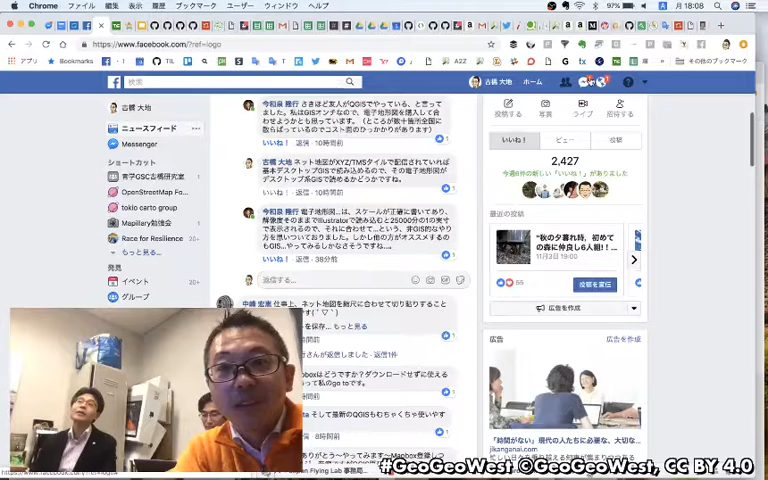 Chrome ファイル 編集 表示 履歴 ブックマーク ユーザー ウィンドウ ヘルプ
97%
月18:08
https://www.facebook.com/?ref=logo
アプリ
Bookmarks
TIL
AZZ
その他のブックマーク
検索
古橋 大地
ホーム
古橋 大地
ニュースフィード
Messenger
ショートカット
青学GSC古橋研究室
1
OpenStreetMap Fo...
tokio carto group
Mapillary勉強会
1
Race for Resilience
20+
もっと見る...
発見
イベント
2
グループ
今和泉 隆行 さきほど友人がQGISでやっている、と言っ
てました。私はGISオンチなので、電子地形図を購入して合
わせようかとも思っています。（ところが数十箇所全国に
散らばっているのでコスト面のひっかかりがあります）
いいね！ · 返信 · 10時間前
1
古橋 大地 ネット地図がXYZ/TMSタイルで配信されていれば
基本デスクトップGISで読み込めるので、その電子地形図が
デスクトップ系GISで読めるかどうかですね。
いいね！ · 返信 · 10時間前
1
今和泉 隆行 電子地形図...は、スケールが正確に書いてあり、
解像度そのままでIllustratorで読み込むと25000分の1の実寸
で表示されるので、それに合わせて...という、非GIS的なやり
方を思いついておりました。しかし他の方がオススメするの
もGIS...やってみるしかなさそうですね...。
いいね！ · 返信 · 38分前
1
返信する...
仕事上、ネット地図を縮尺に合わせて切り貼りすること
を保存... もっと見る
1
さんが返信しました · 返信1件
boxはどうですか？ダウンロードせずに使える
って私のgo toです。
1
そして最新のQGISもむちゃくちゃ使いやす
8時間前
1
投稿する
写真
ライブ
招待する
いいね！
ビュー
投稿
2,427
今週6件の新しい「いいね！」がありました
最近の投稿
"秋の夕暮れ時、初めて
の森に仲良し6人組!! ...
11月2日 19:00
55
投稿を宣伝
広告を作成
広告
広告を作成
「時間がない」現代の人たちに必要な、大切な...
jikanganai.com
#GeoGeoWest ©GeoGeoWest, CC BY 4.0